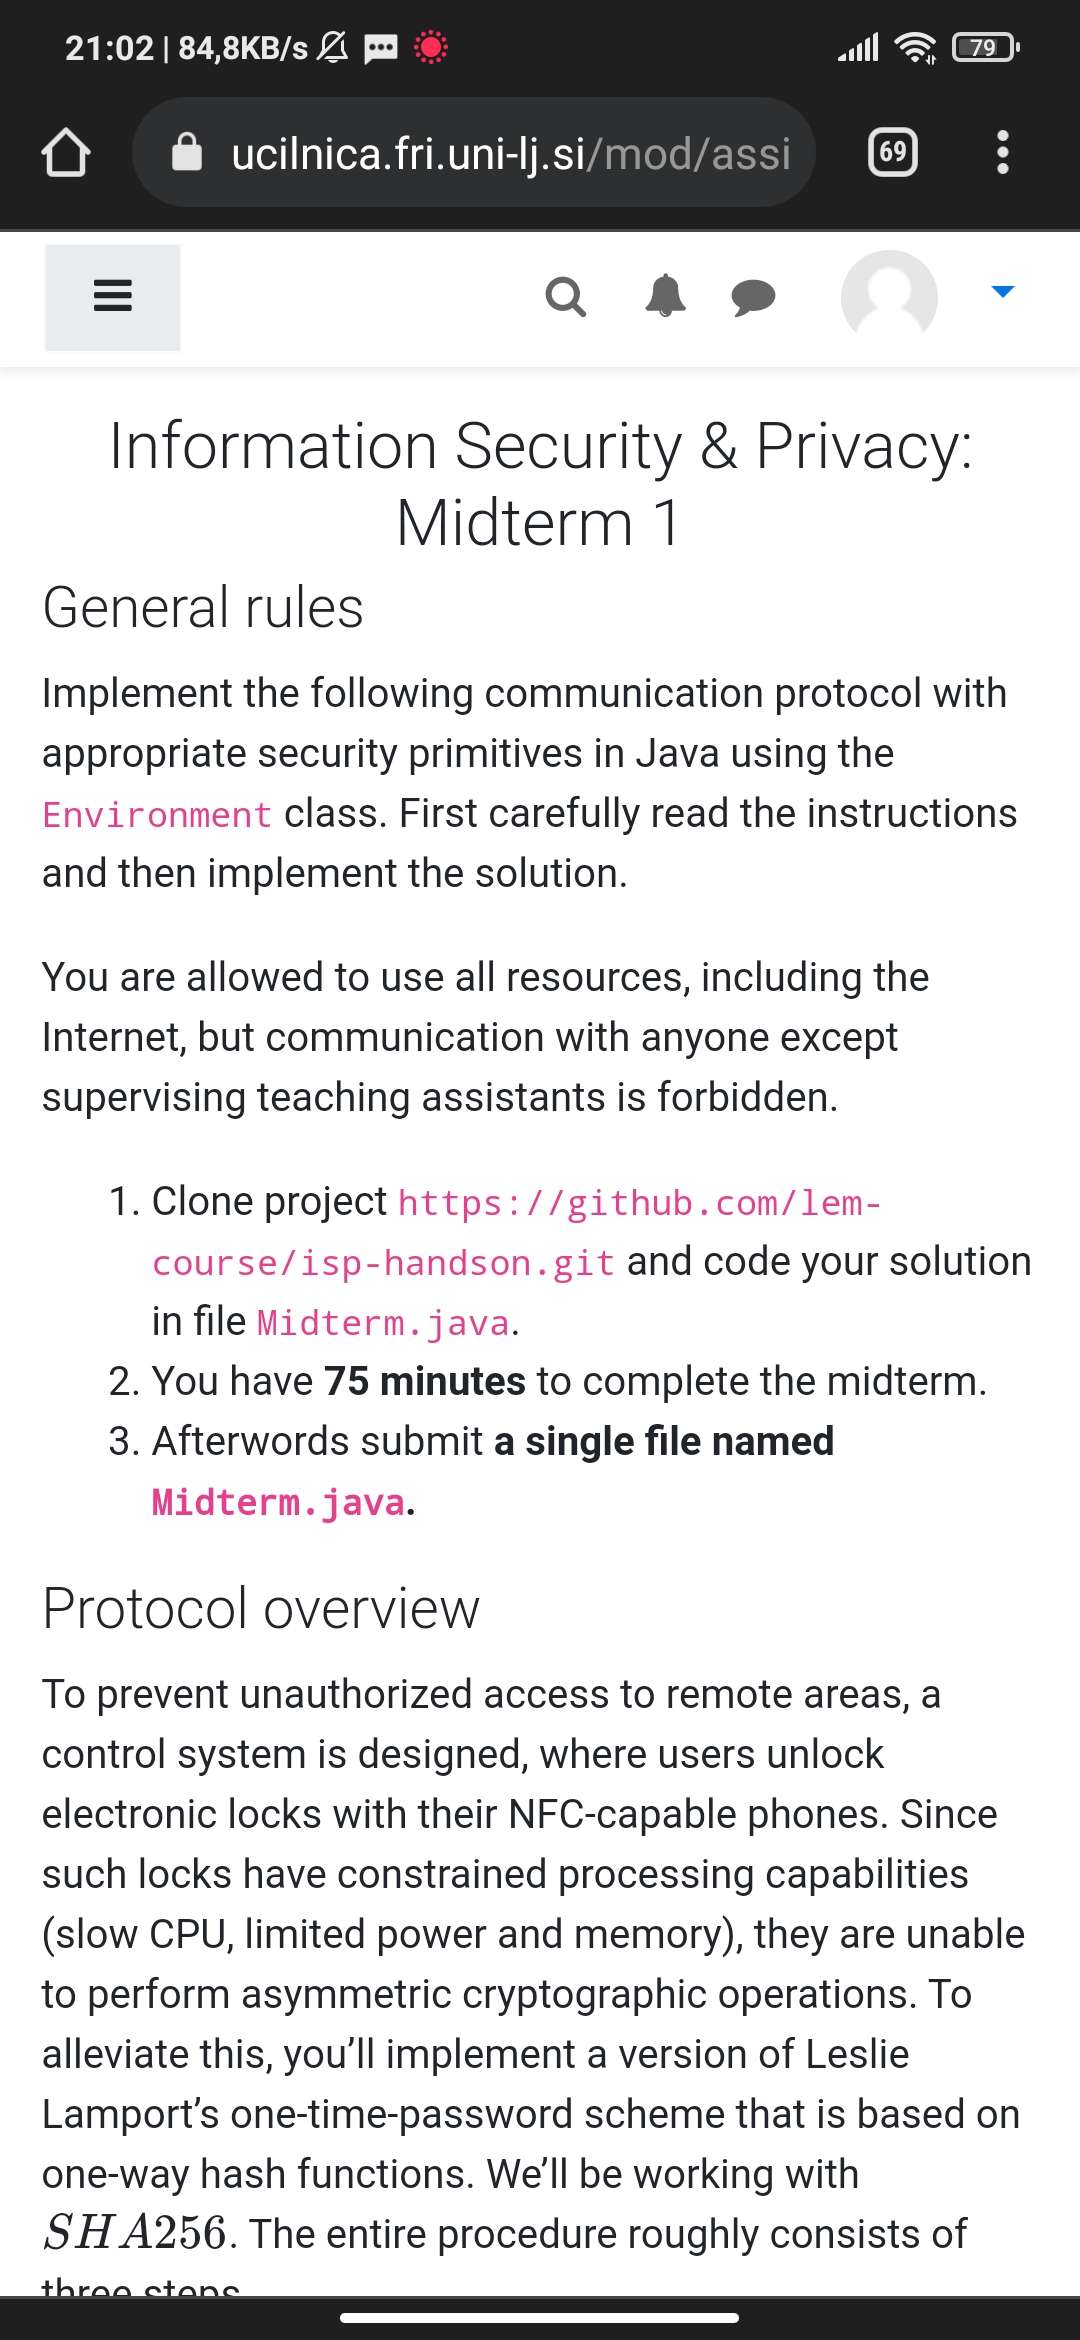 21:02 | 84,8KB/s
79
ucilnica.fri.uni-lj.si/mod/assi
69
Information Security & Privacy:
Midterm 1
General rules
Implement the following communication protocol with
appropriate security primitives in Java using the
Environment class. First carefully read the instructions
and then implement the solution.
You are allowed to use all resources, including the
Internet, but communication with anyone except
supervising teaching assistants is forbidden.
1. Clone project https://github.com/lem-
course/isp-handson.git and code your solution
in file Midterm.java.
2. You have 75 minutes to complete the midterm.
3. Afterwords submit a single file named
Midterm.java.
Protocol overview
To prevent unauthorized access to remote areas, a
control system is designed, where users unlock
electronic locks with their NFC-capable phones. Since
such locks have constrained processing capabilities
(slow CPU, limited power and memory), they are unable
to perform asymmetric cryptographic operations. To
alleviate this, you’ll implement a version of Leslie
Lamport’s one-time-password scheme that is based on
one-way hash functions. We’ll be working with
SHA256. The entire procedure roughly consists of
three steps